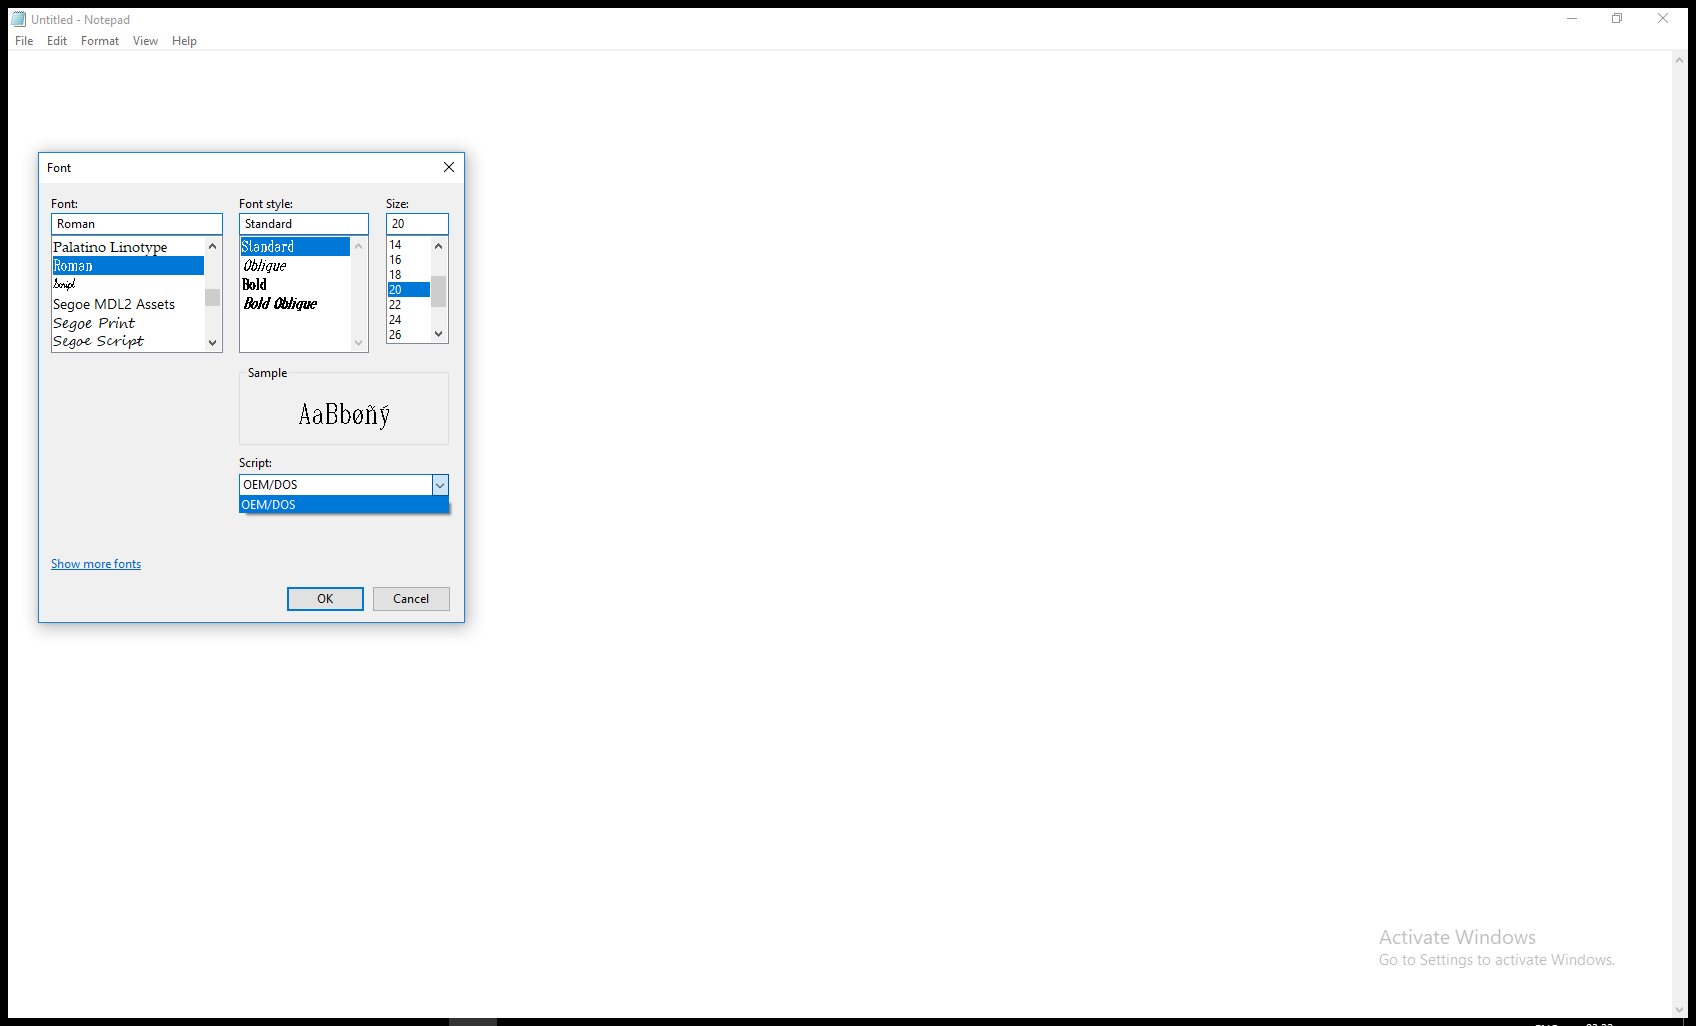 Untitled - Notepad
File Edit Format View Help
Font
Font:
Roman
Palatino Linotype
Roman
Script
Segoe MDL2 Assets
Segoe Print
Segoe Script
Font style:
Standard
Standard
Oblique
Bold
Bold Oblique
Size:
20
14
16
18
20
22
24
26
Sample
AaBbøñý
Script:
OEM/DOS
OEM/DOS
Show more fonts
OK
Cancel
Activate Windows
Go to Settings to activate Windows.